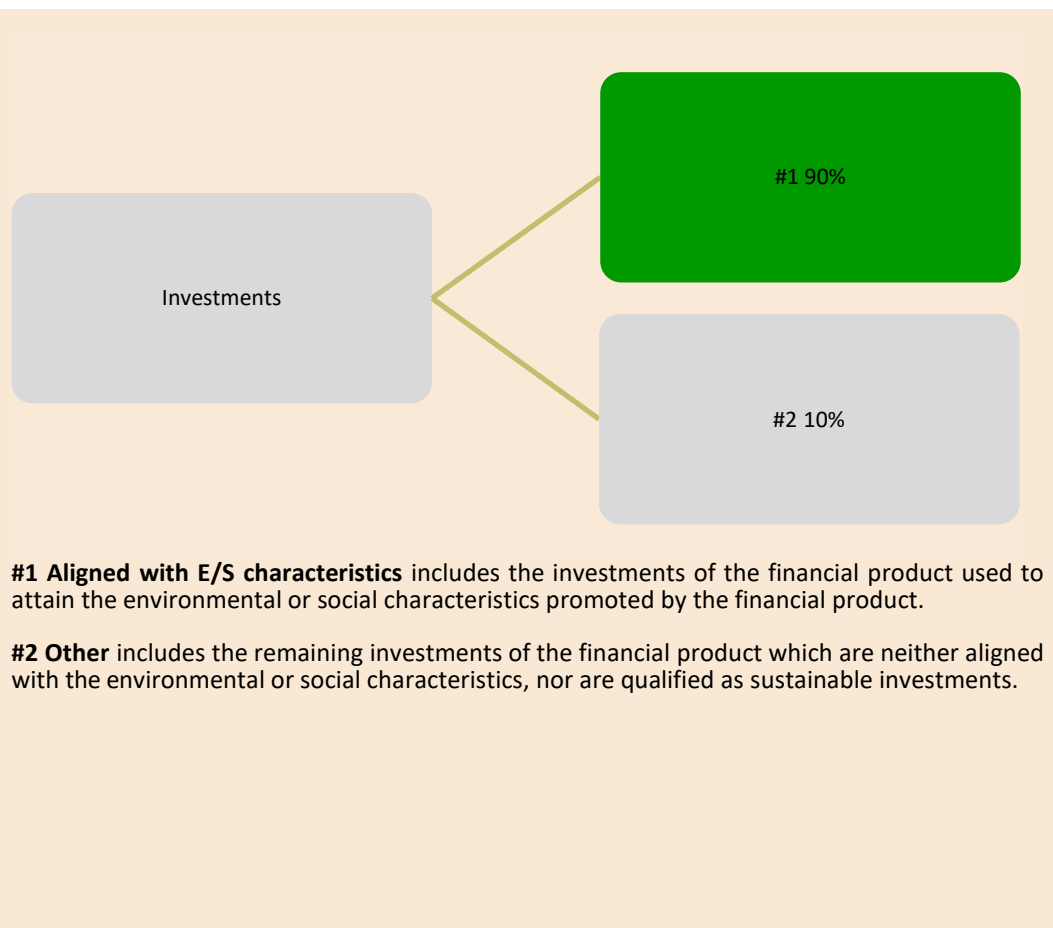 #1 90%
Investments
#2 10%
#1 Aligned with E/S characteristics includes the investments of the financial product used to
attain the environmental or social characteristics promoted by the financial product.
#2 Other includes the remaining investments of the financial product which are neither aligned
with the environmental or social characteristics, nor are qualified as sustainable investments.